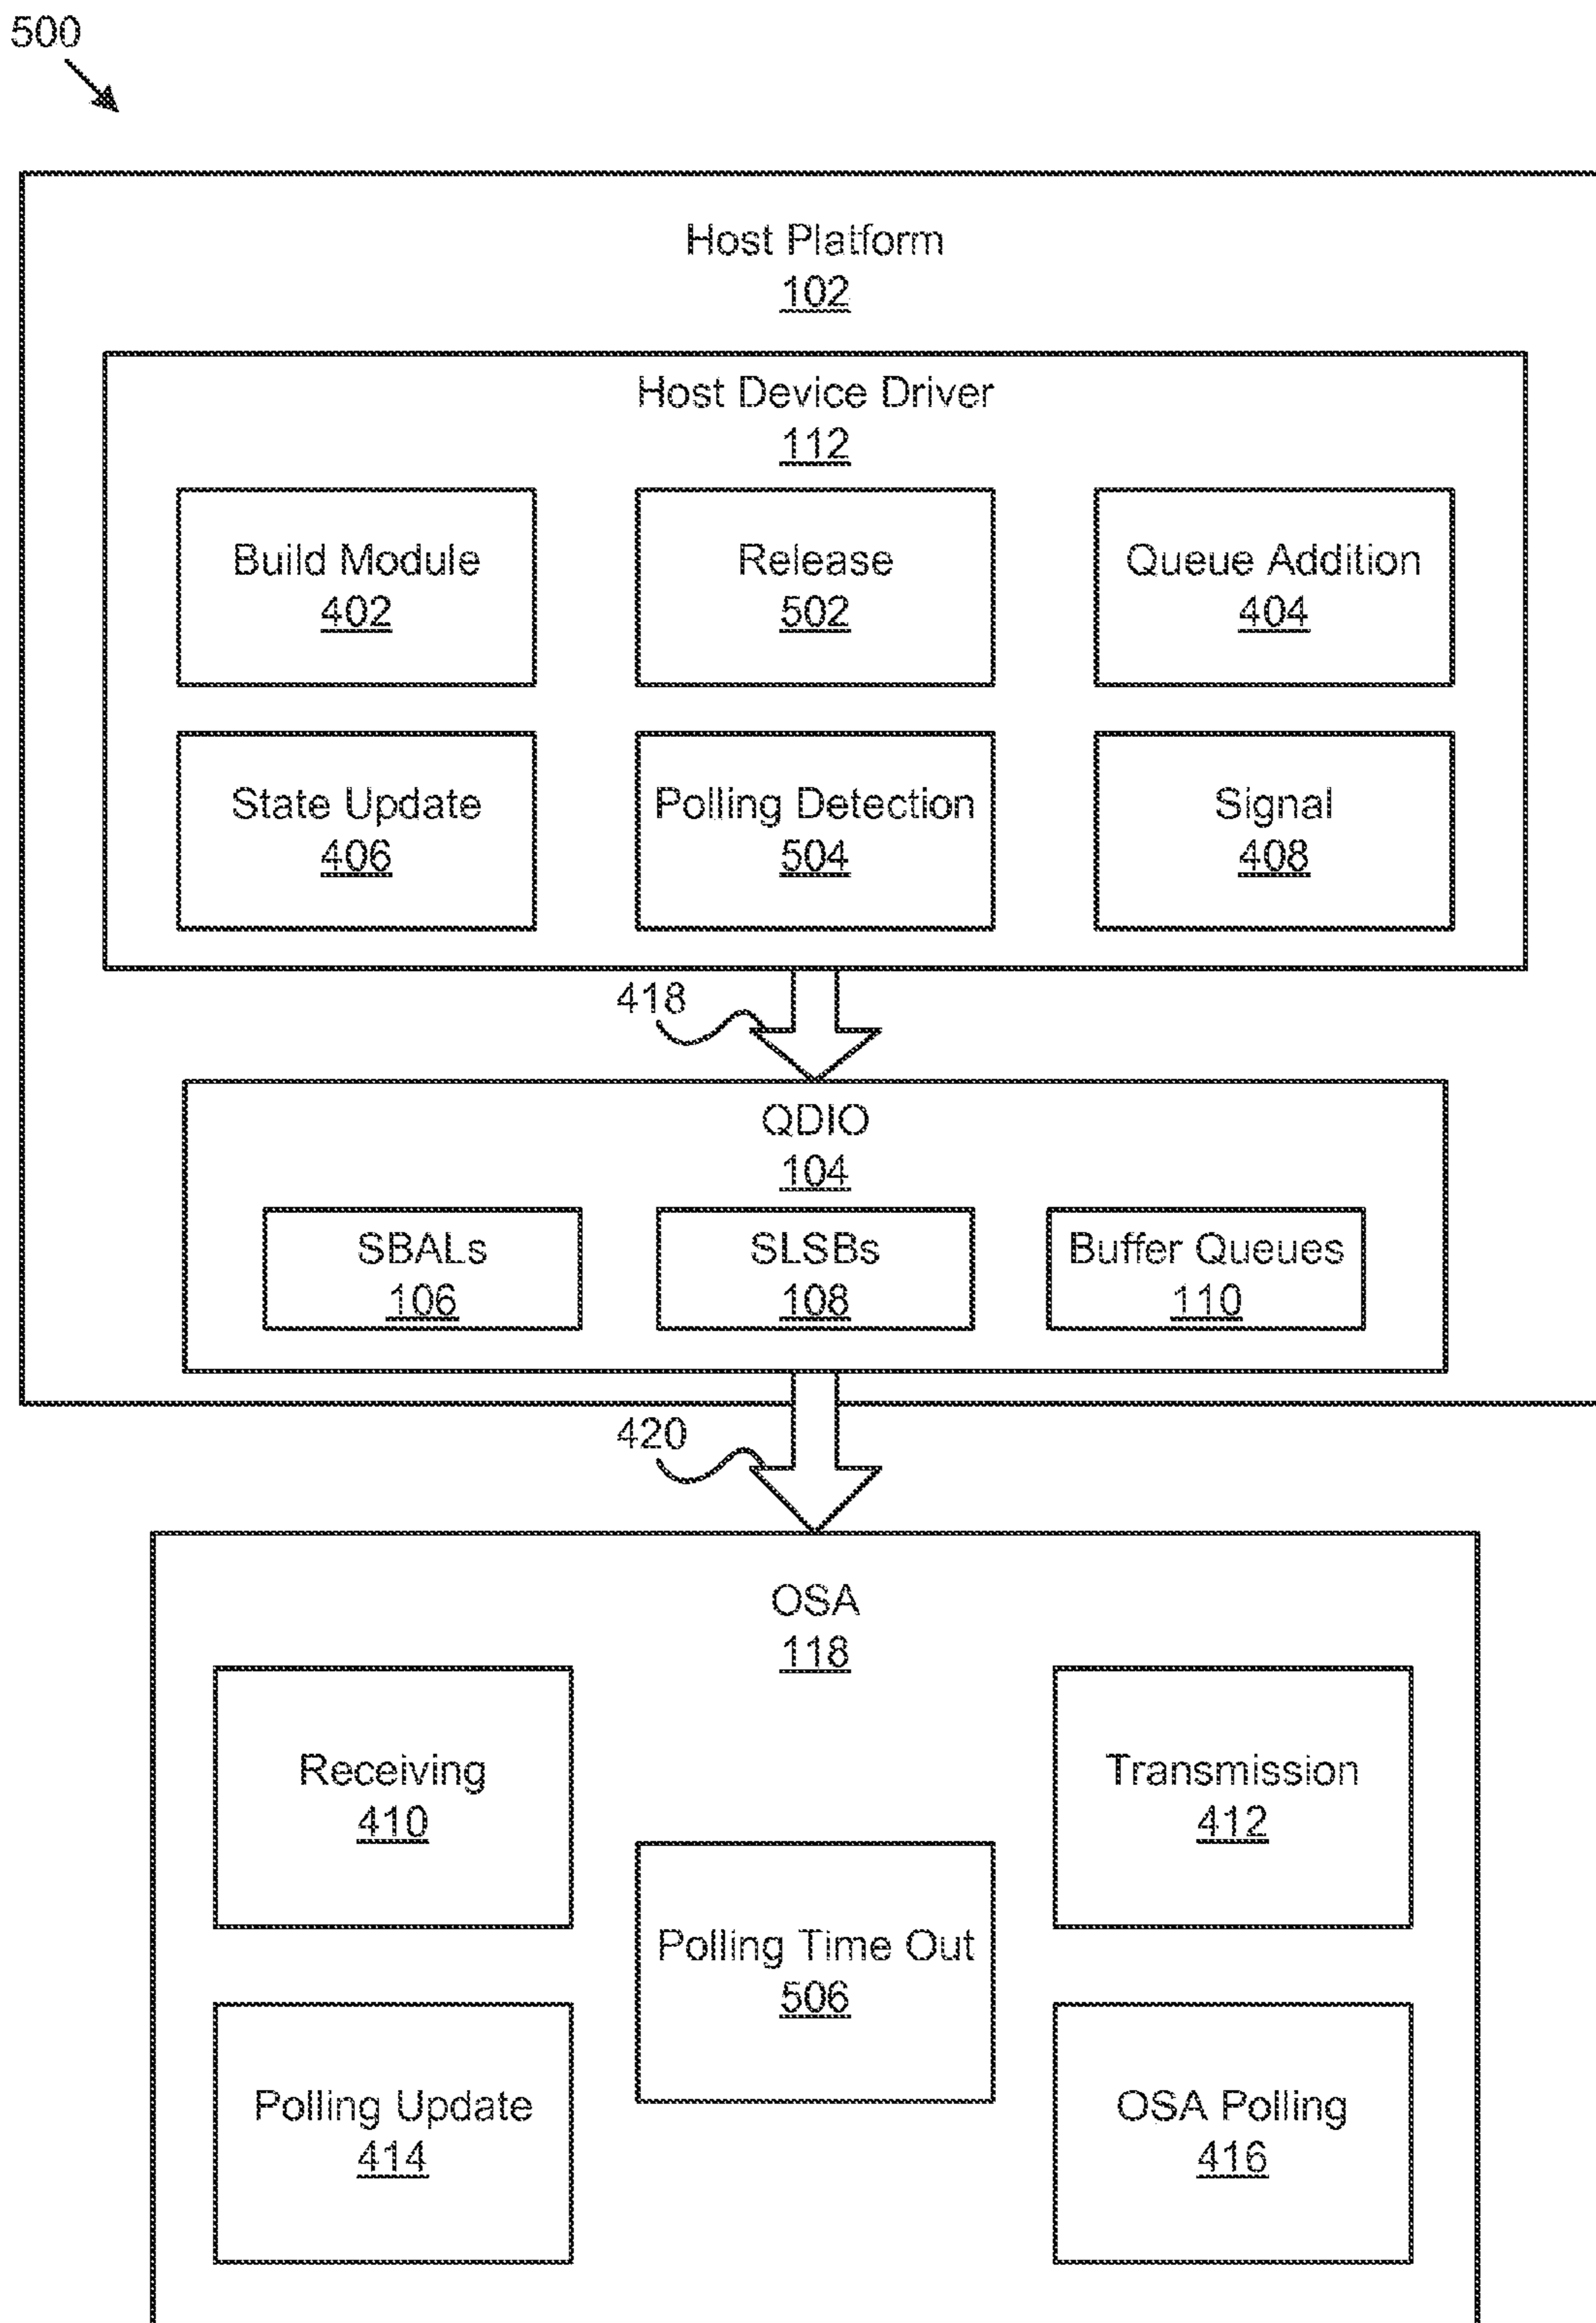 500
Host Platform
102
Host Device Driver
112
Build Module
402
Release
502
Queue Addition
404
State Update
406
Polling Detection
504
Signal
408
418
QDIO
104
SBALs
106
SLSBs
108
Buffer Queues
110
420
OSA
118
Receiving
410
Transmission
412
Polling Time Out
506
Polling Update
414
OSA Polling
416